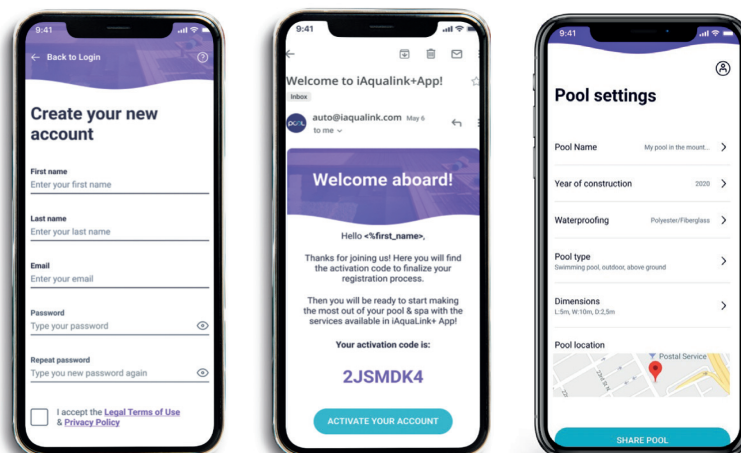 9:41
← Back to Login
?
Create your new
account
First name
Enter your first name
Last name
Enter your last name
Email
Enter your email
Password
Type your password
Repeat password
Type you new password again
I accept the Legal Terms of Use
& Privacy Policy
9:41
Welcome to iAqualink+App!
Inbox
auto@iaqualink.com May 6
to me
Welcome aboard!
Hello <%first_name>,
Thanks for joining us! Here you will find
the activation code to finalize your
registration process.
Then you will be ready to start making
the most out of your pool & spa with the
services available in iAquaLink+ App!
Your activation code is:
2JSMDK4
ACTIVATE YOUR ACCOUNT
9:41
Pool settings
Pool Name My pool in the mount...
Year of construction 2020
Waterproofing Polyester/Fiberglass
Pool type
Swimming pool, outdoor, above ground
Dimensions
L:5m, W:10m, D:2,5m
Pool location
Postal Service
23rd St N
SHARE POOL